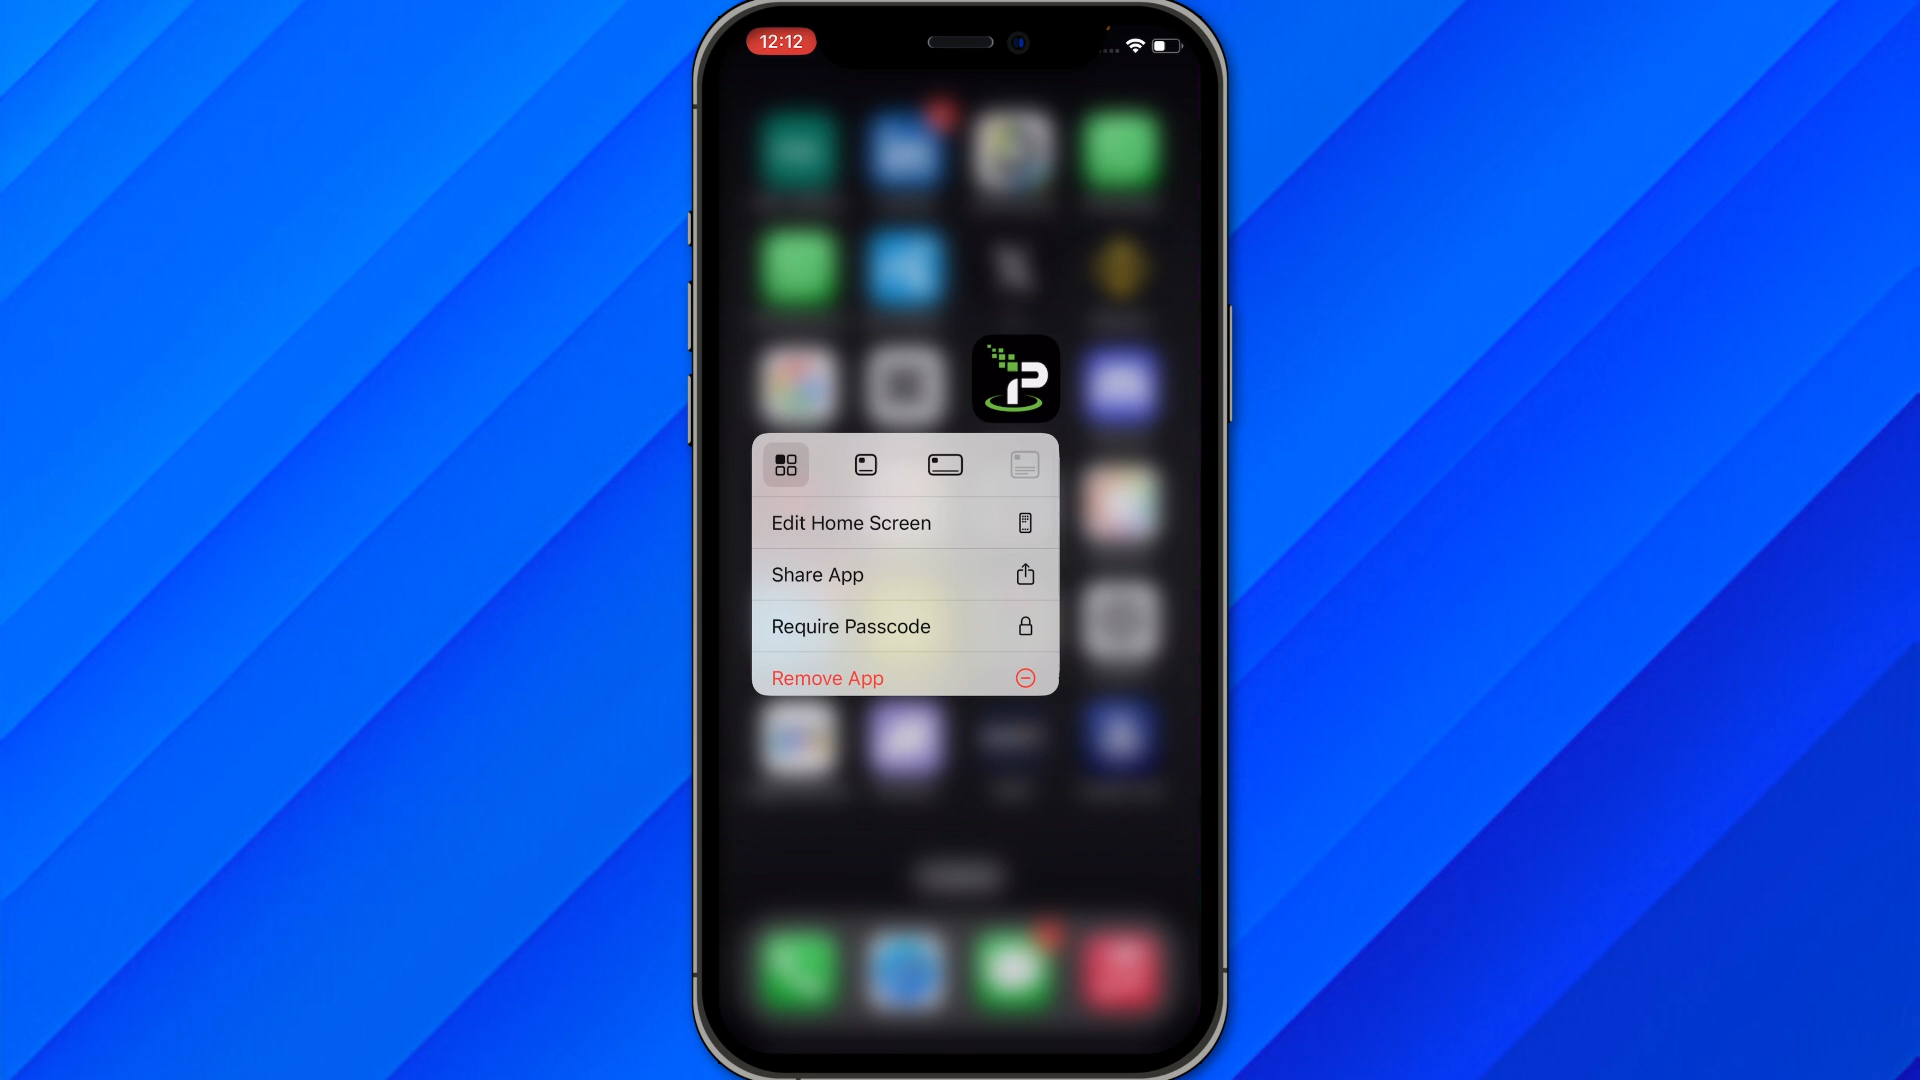 12:12
Edit Home Screen
Share App
Require Passcode
Remove App